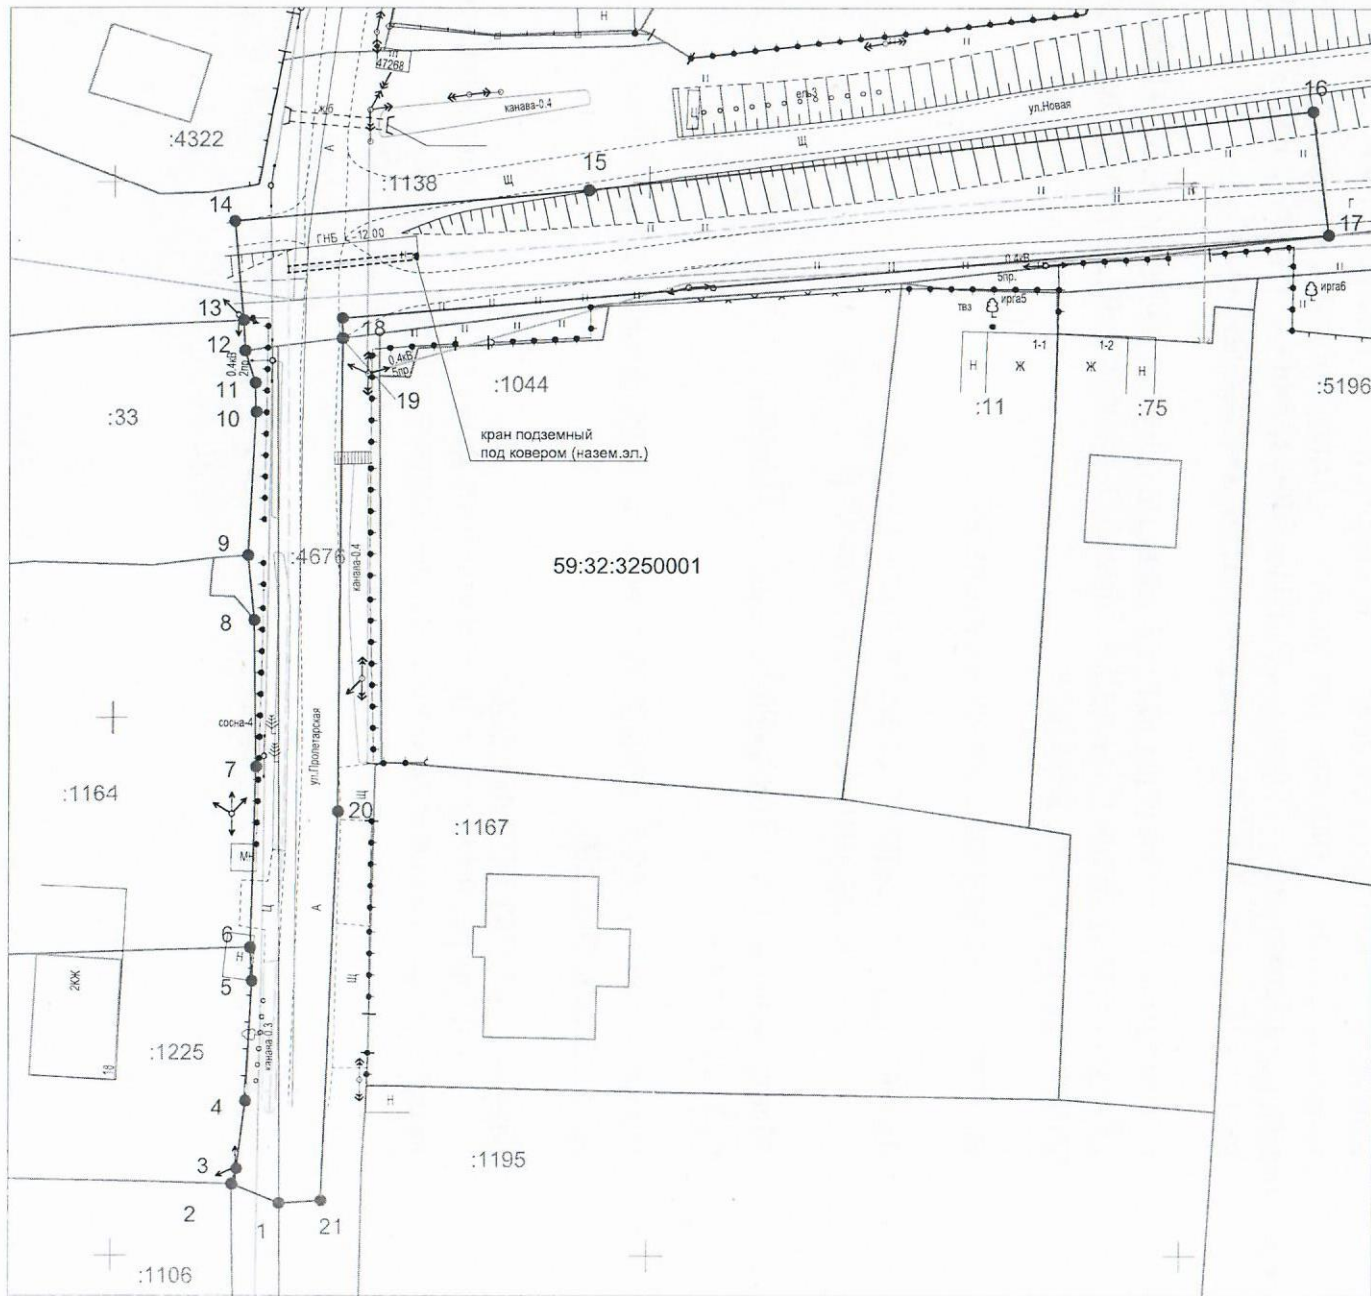 Н
ТП
47268
ж/б
канава-0.4
ель3
ул.Новая
16
:4322
А
Щ
15
:1138
Щ
14
ГНБ L-12.00
Г
17
13
18
0.4кВ
5пр.
ирга5
ирга6
твз
12
0.4кВ
2пр.
0.4кВ
5пр.
1-1
1-2
11
:1044
Н
Ж
Ж
Н
10
19
:33
:11
:75
:5196
кран подземный
под ковером (назем.эл.)
9
:4676
канава-0.4
59:32:3250001
8
сосна-4
ул.Пролетарская
7
:1164
Щ
20
:1167
МН
Щ
А
6
Н
5
2КЖ
Щ
:1225
18
канава-0.3
4
Н
3
:1195
2
1
21
:1106